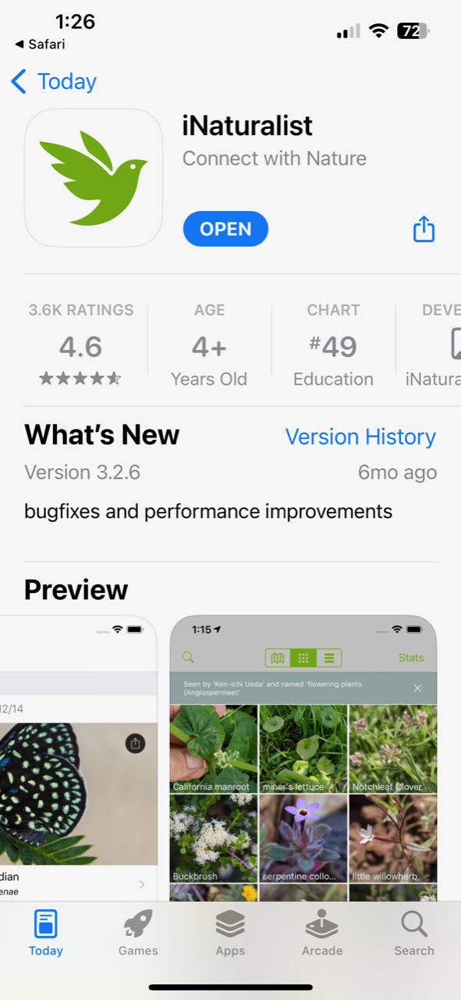 1:26
72
◀ Safari
Today
iNaturalist
Connect with Nature
OPEN
3.6K RATINGS
AGE
CHART
DEVE
4.6
4+
#49
Years Old
Education
iNatura
What's New
Version History
Version 3.2.6
6mo ago
bugfixes and performance improvements
Preview
1:15
Stats
Seen by 'Ken-ichi Ueda' and named 'flowering plants
(Angiospermae)'
12/14
California manroot
miner's lettuce
Notchleaf Clover
Buckbrush
serpentine collo...
little willowherb
dian
enae
Today
Games
Apps
Arcade
Search